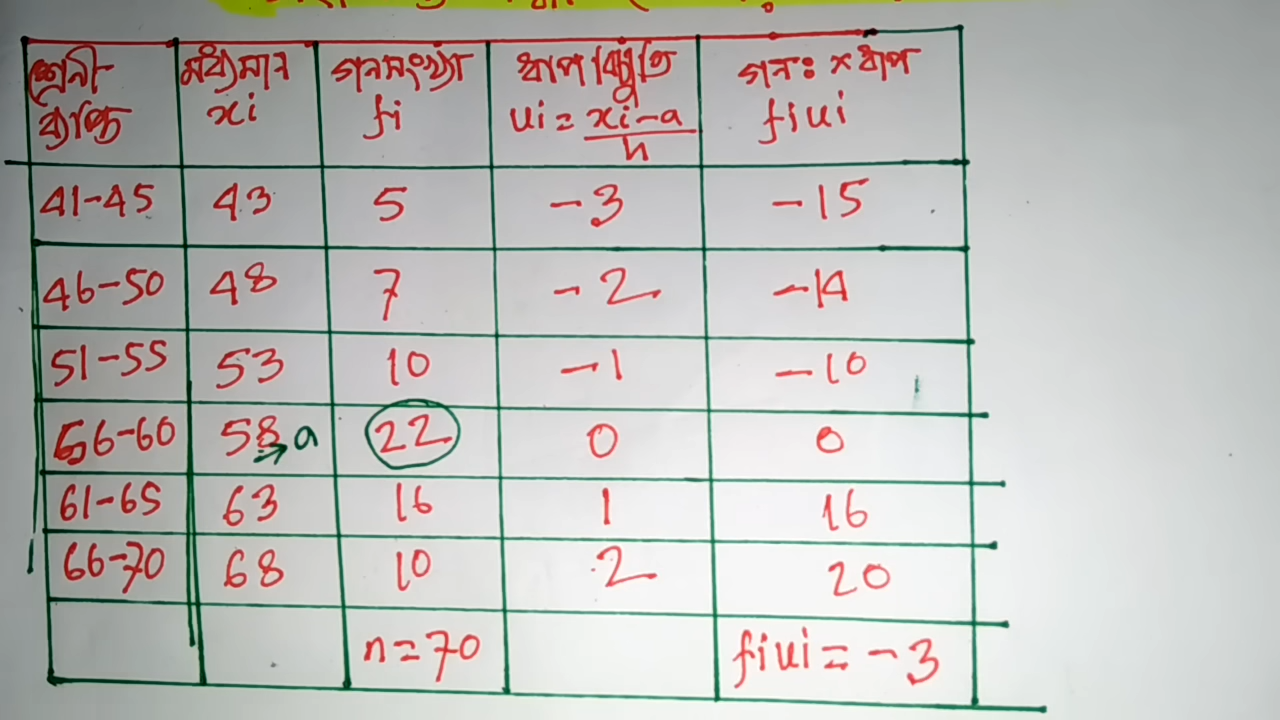 শ্রেনী ব্যাপ্তি মধ্যমান xi গনসংখ্যা fi ধাপ বিচ্যুতি ui = xi-a/h গনঃ × ধাপ fiui
41-45 43 5 -3 -15
46-50 48 7 -2 -14
51-55 53 10 -1 -10
56-60 58→a 22 0 0
61-65 63 16 1 16
66-70 68 10 2 20
n=70 fiui = -3